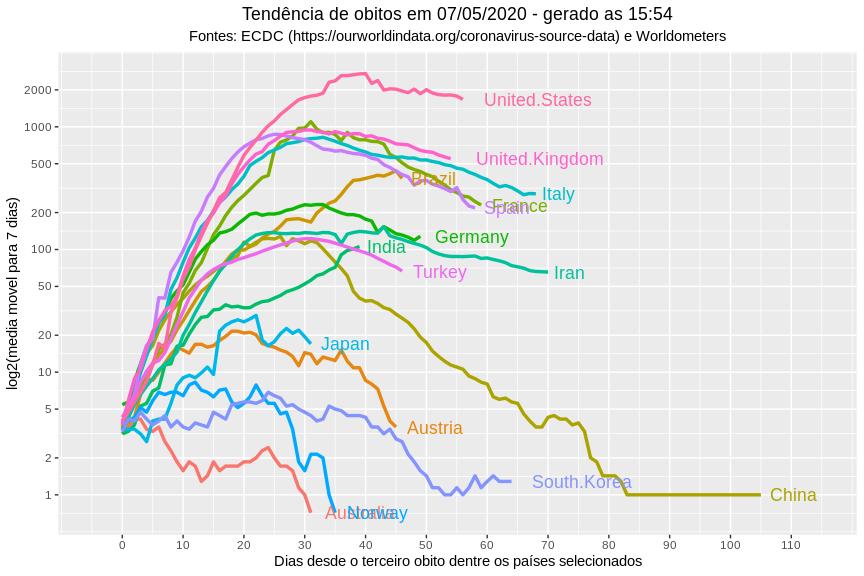 Tendência de obitos em 07/05/2020 - gerado as 15:54
Fontes: ECDC (https://ourworldindata.org/coronavirus-source-data) e Worldometers
log2(media movel para 7 dias)
2000
1000
500
200
100
50
20
10
5
2
1
United.States
United.Kingdom
Brazil
Italy
France
Spain
Germany
India
Iran
Turkey
Japan
Austria
South.Korea
China
Australia
Norway
0 10 20 30 40 50 60 70 80 90 100 110
Dias desde o terceiro obito dentre os países selecionados